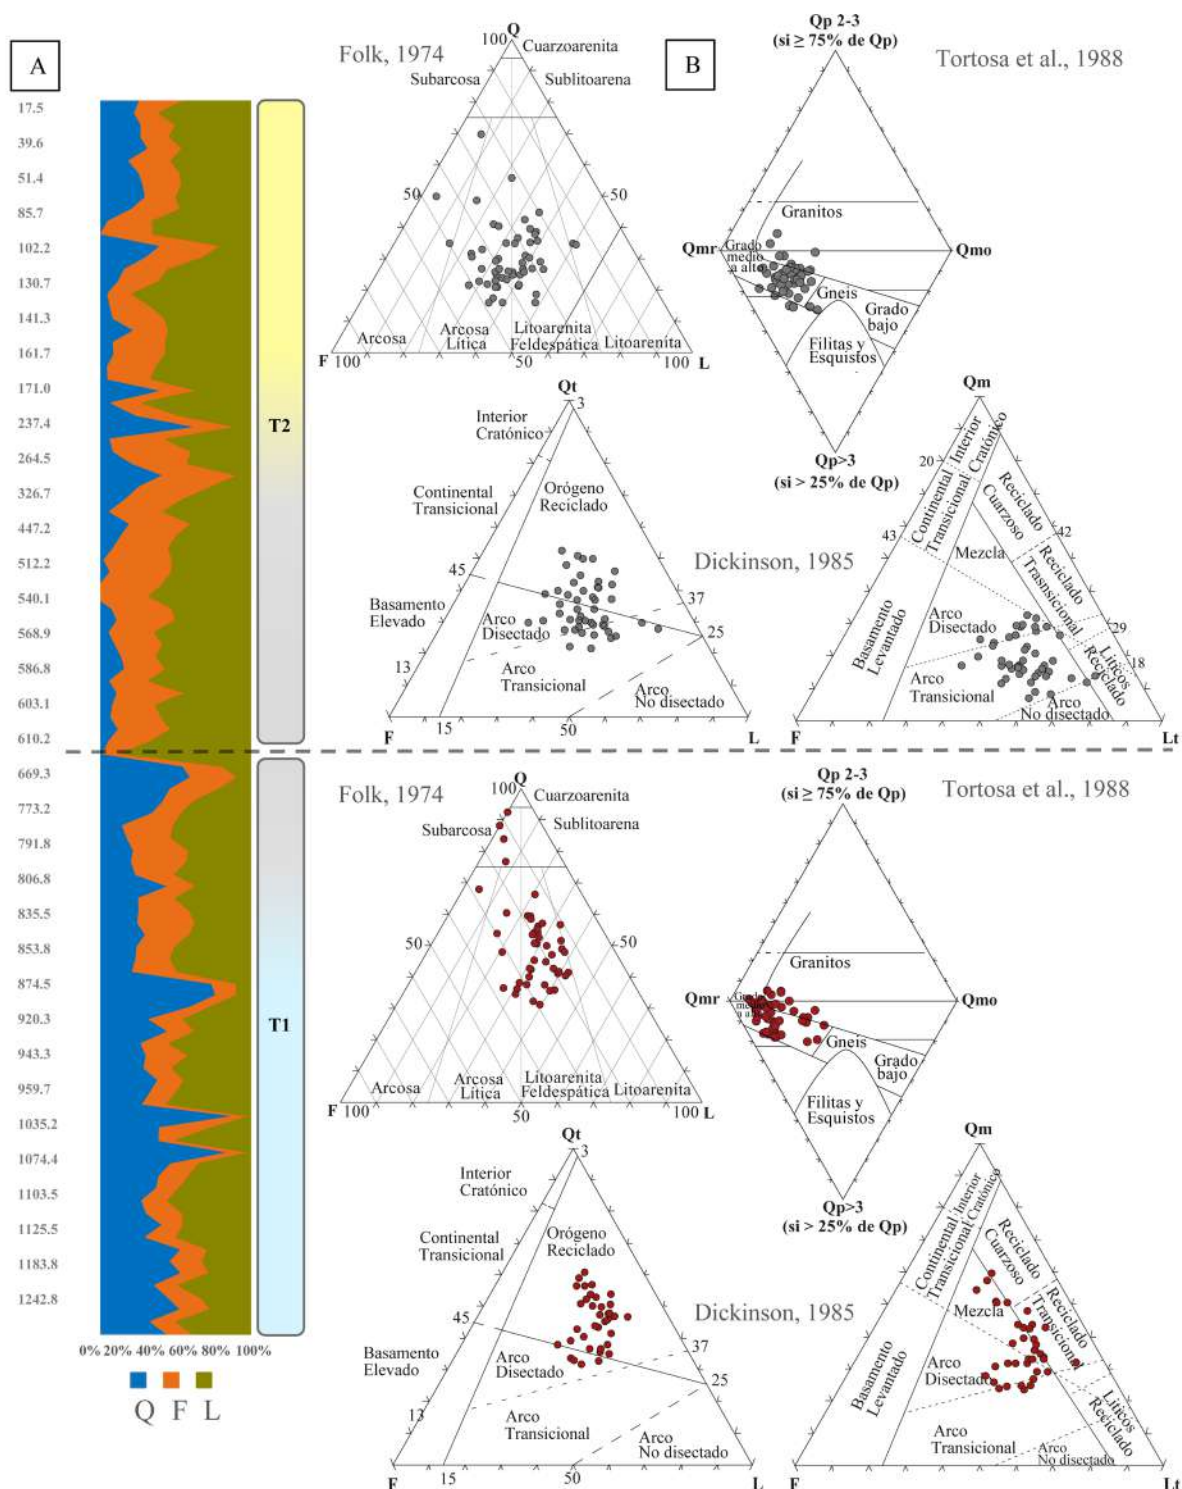 A
17.5
39.6
51.4
85.7
102.2
130.7
141.3
161.7
171.0
237.4
264.5
326.7
447.2
512.2
540.1
568.9
586.8
603.1
610.2
669.3
773.2
791.8
806.8
835.5
853.8
874.5
920.3
943.3
959.7
1035.2
1074.4
1103.5
1125.5
1183.8
1242.8
0% 20% 40% 60% 80% 100%
Q F L
T2
T1
Folk, 1974
Q
100
Cuarzoarenita
Subarcosa
Sublitoarena
50
50
Arcosa
Arcosa
Lítica
Litoarenita
Feldespática
Litoarenita
F 100
50
100
L
B
Qp 2-3
(si ≥ 75% de Qp)
Tortosa et al., 1988
Granitos
Qmr
Grado
medio
a alto
Qmo
Gneis
Grado
bajo
Filitas y
Esquistos
Qp>3
(si > 25% de Qp)
Qt
3
Interior
Cratónico
Continental
Transicional
Orógeno
Reciclado
45
Basamento
Elevado
Arco
Disectado
37
25
13
Arco
Transicional
Arco
No disectado
F
15
50
L
Dickinson, 1985
Qm
Interior
Cratónico
20
Continental
Transicional
Reciclado
Cuarzoso
43
42
Mezcla
Reciclado
Trasnsicional
Basamento
Levantado
Arco
Disectado
29
18
Líticos
Reciclado
Arco
Transicional
Arco
No disectado
F
Lt
Folk, 1974
Q
100
Cuarzoarenita
Subarcosa
Sublitoarena
50
50
Arcosa
Arcosa
Lítica
Litoarenita
Feldespática
Litoarenita
F 100
50
100 L
Qp 2-3
(si ≥ 75% de Qp)
Tortosa et al., 1988
Granitos
Qmr
Grado
medio
a alto
Qmo
Gneis
Grado
bajo
Filitas y
Esquistos
Qp>3
(si > 25% de Qp)
Qt
3
Interior
Cratónico
Continental
Transicional
Orógeno
Reciclado
45
Basamento
Elevado
Arco
Disectado
37
25
13
Arco
Transicional
Arco
No disectado
F
15
50
L
Dickinson, 1985
Qm
Interior
Cratónico
Continental
Transicional
Reciclado
Cuarzoso
Mezcla
Reciclado
Transicional
Basamento
Levantado
Arco
Disectado
Líticos
Reciclado
Arco
Transicional
Arco
No disectado
F
Lt